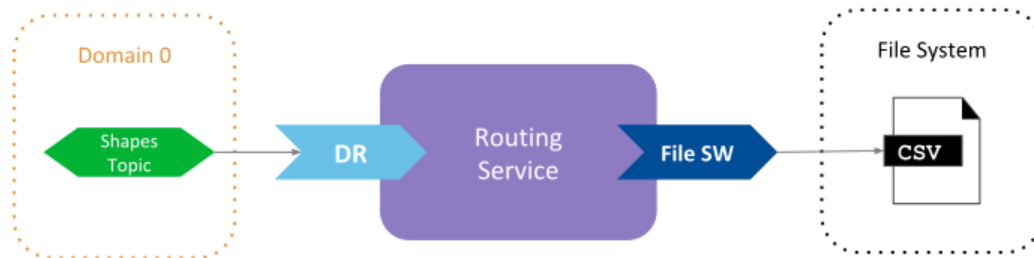 Domain 0
Shapes
Topic
DR
Routing
Service
File SW
File System
CSV